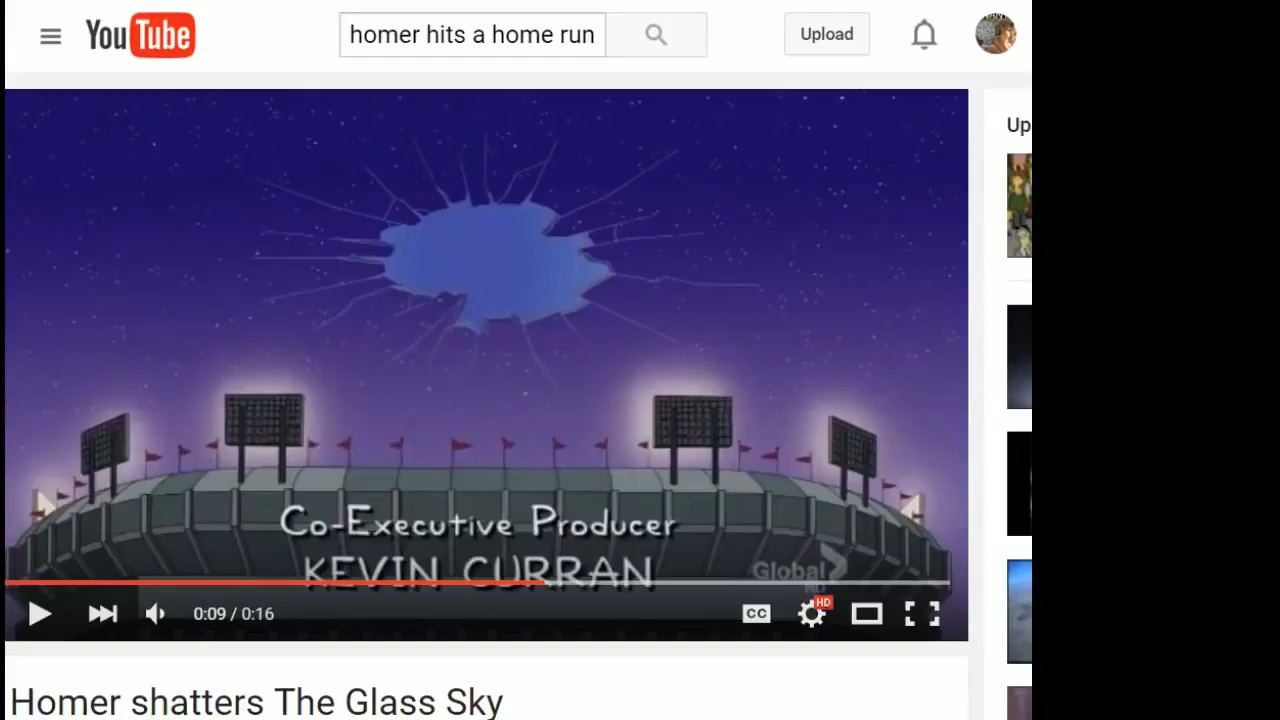 YouTube
homer hits a home run
Upload
Up
Co-Executive Producer
KEVIN CURRAN
Global
HD
0:09 / 0:16
CC
HD
Homer shatters The Glass Sky